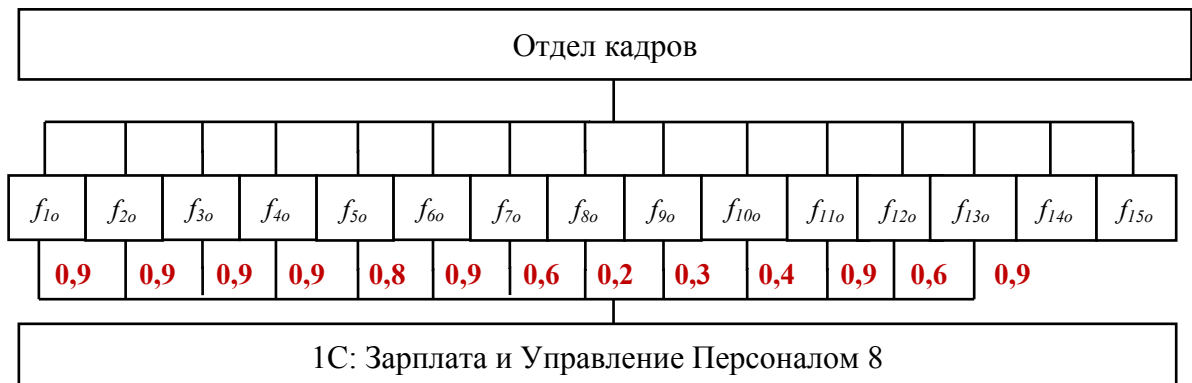 Отдел кадров
f1o f2o f3o f4o f5o f6o f7o f8o f9o f10o f11o f12o f13o f14o f15o
0,9 0,9 0,9 0,9 0,8 0,9 0,6 0,2 0,3 0,4 0,9 0,6 0,9
1С: Зарплата и Управление Персоналом 8